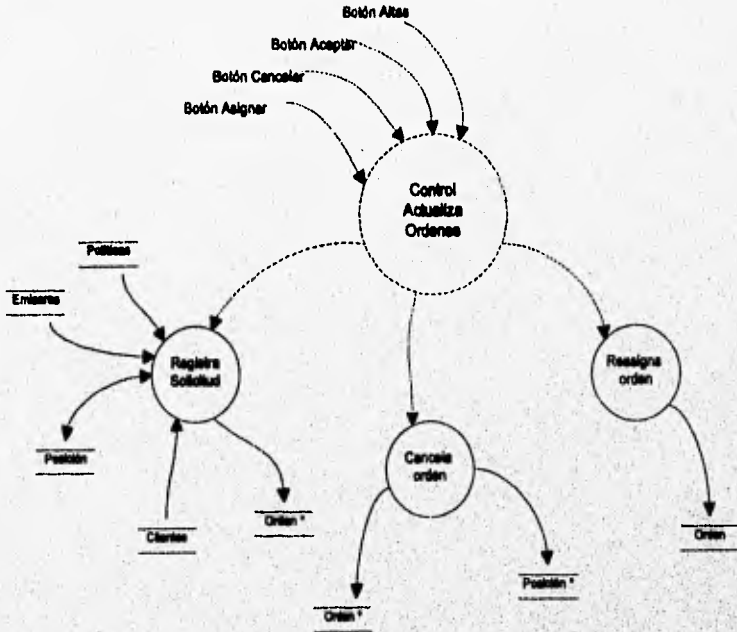 Botón Altas
Botón Aceptar
Botón Cancelar
Botón Asignar
Control
Actualiza
Ordenes
Políticas
Emisores
Registra
Solicitud
Reasigna
orden
Posición
Cancela
orden
Orden *
Clientes
Orden
Posición *
Orden *